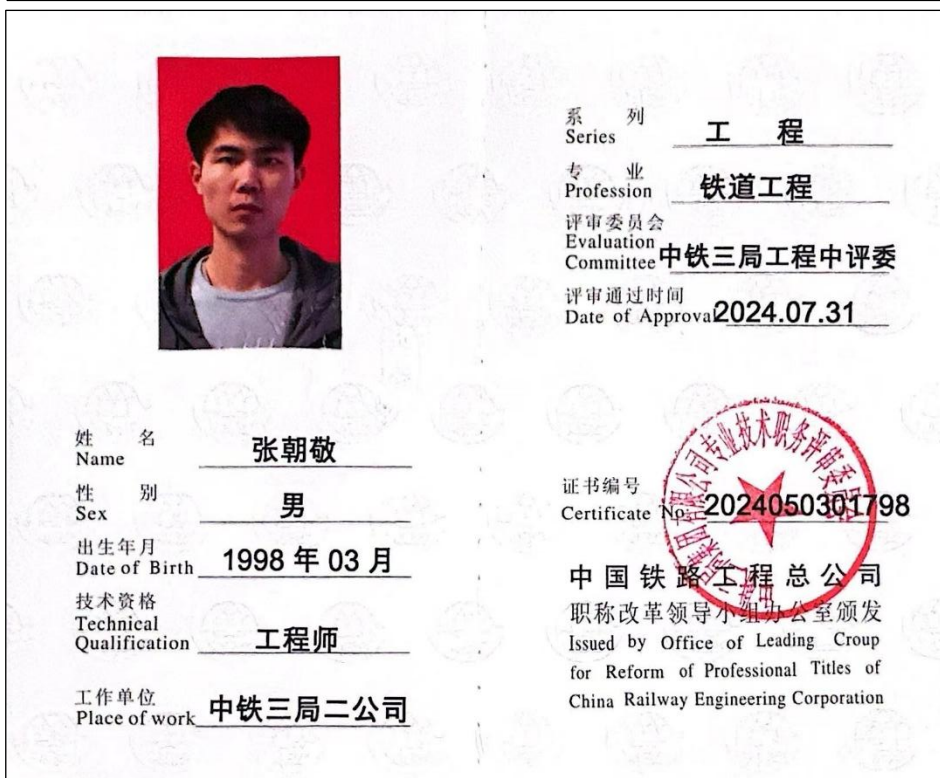 姓 名
Name 张朝敬
性 别
Sex 男
出生年月
Date of Birth 1998 年 03 月
技术资格
Technical
Qualification 工程师
工作单位
Place of work 中铁三局二公司
系 列
Series 工 程
专 业
Profession 铁道工程
评审委员会
Evaluation
Committee 中铁三局工程中评委
评审通过时间
Date of Approval 2024.07.31
证书编号
Certificate No 2024050301798
中国铁路工程总公司
职称改革领导小组办公室颁发
Issued by Office of Leading Croup
for Reform of Professional Titles of
China Railway Engineering Corporation